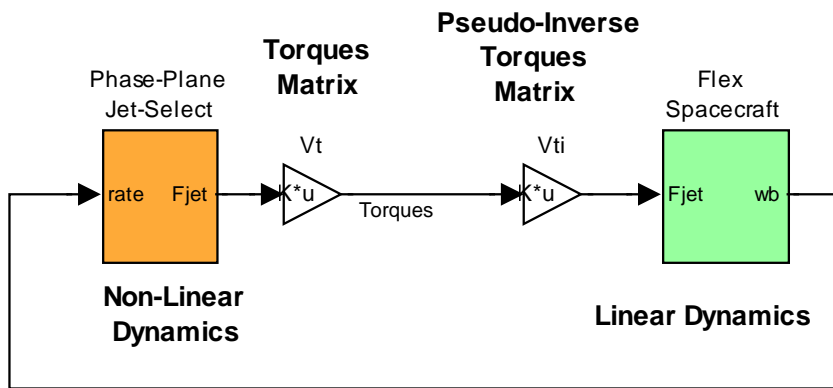 Torques
Matrix
Pseudo-Inverse
Torques
Matrix
Phase-Plane
Jet-Select
Flex
Spacecraft
Vt
Vti
rate
Fjet
K*u
Torques
K*u
Fjet
wb
Non-Linear
Dynamics
Linear Dynamics